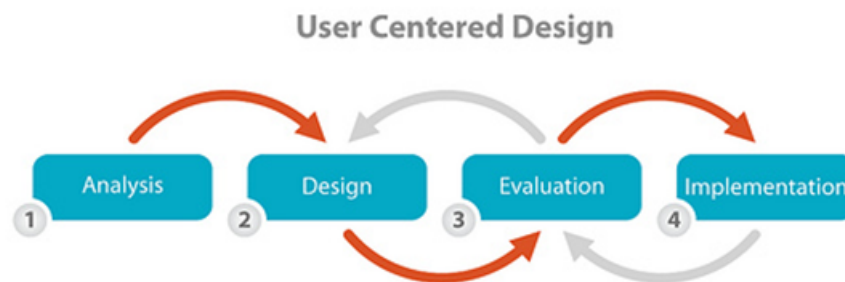 User Centered Design
Analysis
1
Design
2
Evaluation
3
Implementation
4